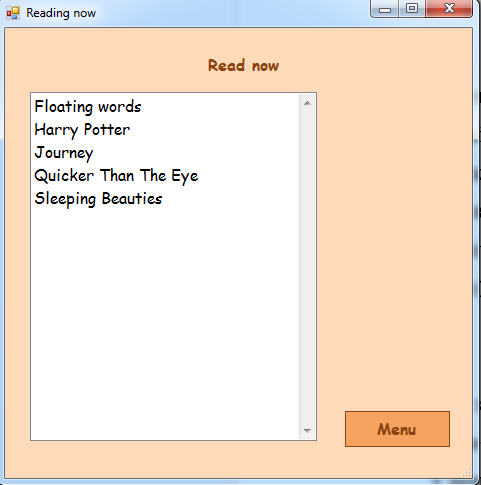 Reading now
Read now
Floating words
Harry Potter
Journey
Quicker Than The Eye
Sleeping Beauties
Menu